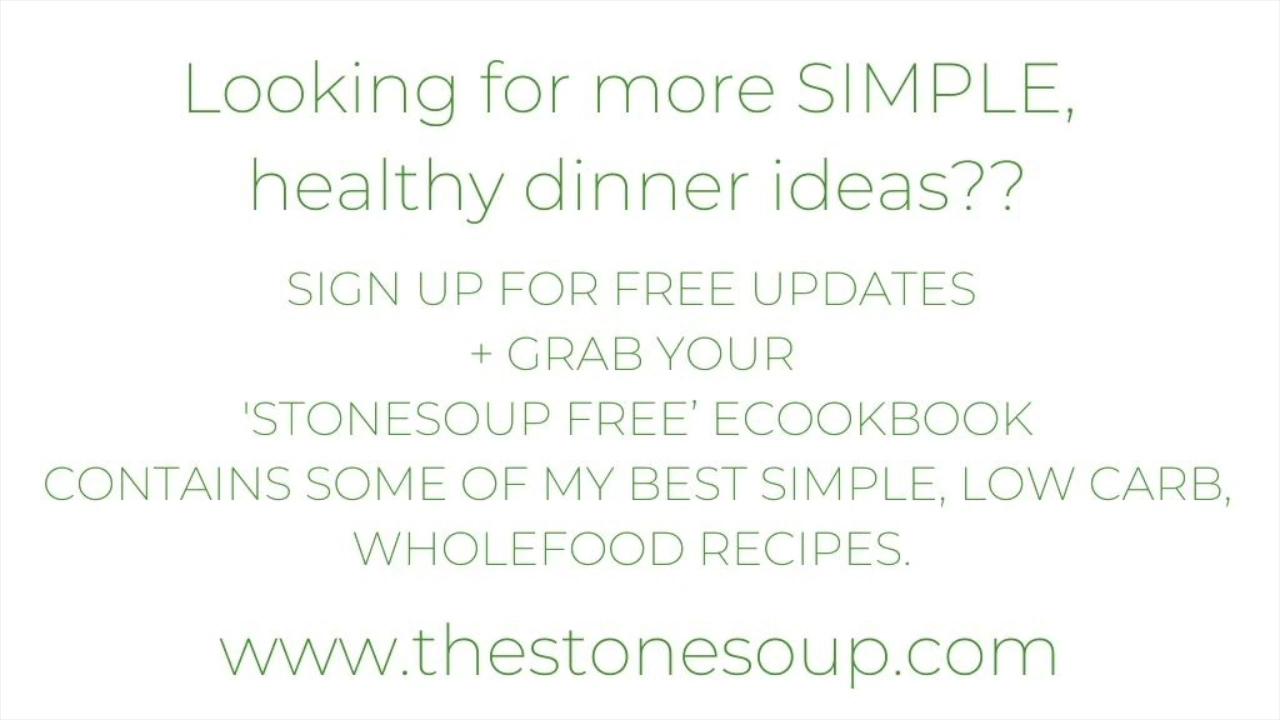 Looking for more SIMPLE,
healthy dinner ideas??
SIGN UP FOR FREE UPDATES
+ GRAB YOUR
'STONESOUP FREE’ ECOOKBOOK
CONTAINS SOME OF MY BEST SIMPLE, LOW CARB,
WHOLEFOOD RECIPES.
www.thestonesoup.com